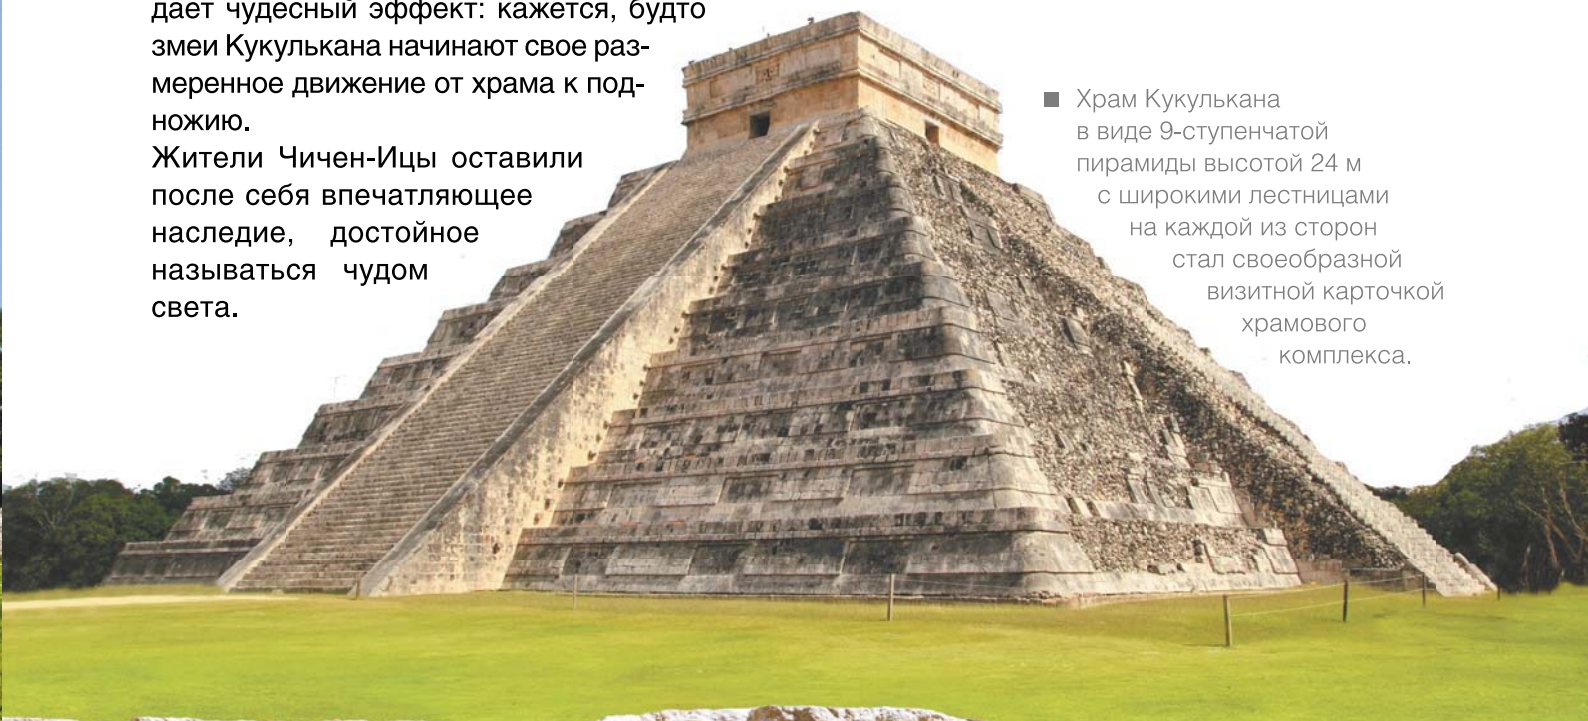 дает чудесный эффект: кажется, будто
змеи Кукулькана начинают свое раз-
меренное движение от храма к под-
ножию.
Жители Чичен-Ицы оставили
после себя впечатляющее
наследие, достойное
называться чудом
света.
Храм Кукулькана
в виде 9-ступенчатой
пирамиды высотой 24 м
с широкими лестницами
на каждой из сторон
стал своеобразной
визитной карточкой
храмового
комплекса.